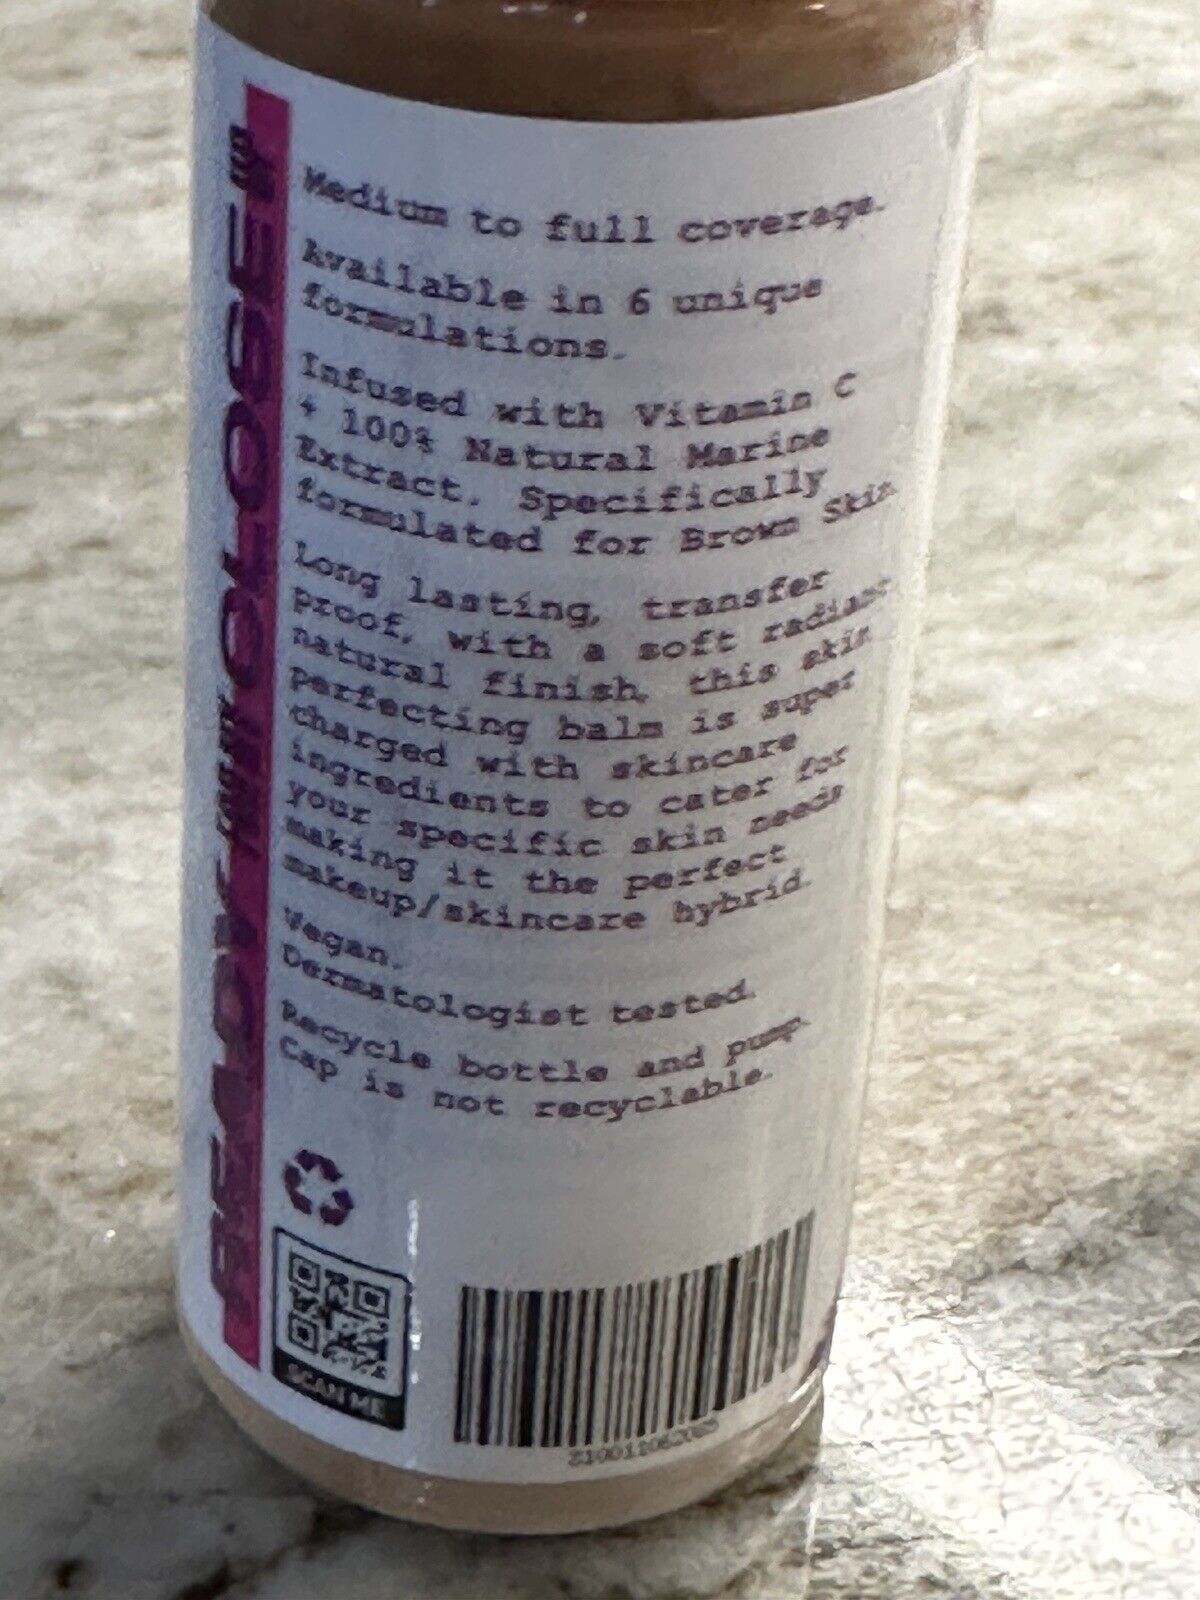 Medium to full coverage.
Available in 6 unique
formulations.
Infused with Vitamin C
+ 100% Natural Marine
Extract. Specifically
formulated for Brown Skin
Long lasting, transfer
proof, with a soft radiant
natural finish, this skin
perfecting balm is super
charged with skincare
ingredients to cater for
your specific skin needs
making it the perfect
makeup/skincare hybrid.
Vegan.
Dermatologist tested.
Recycle bottle and pump.
Cap is not recyclable.
SCAN ME
CLOSET